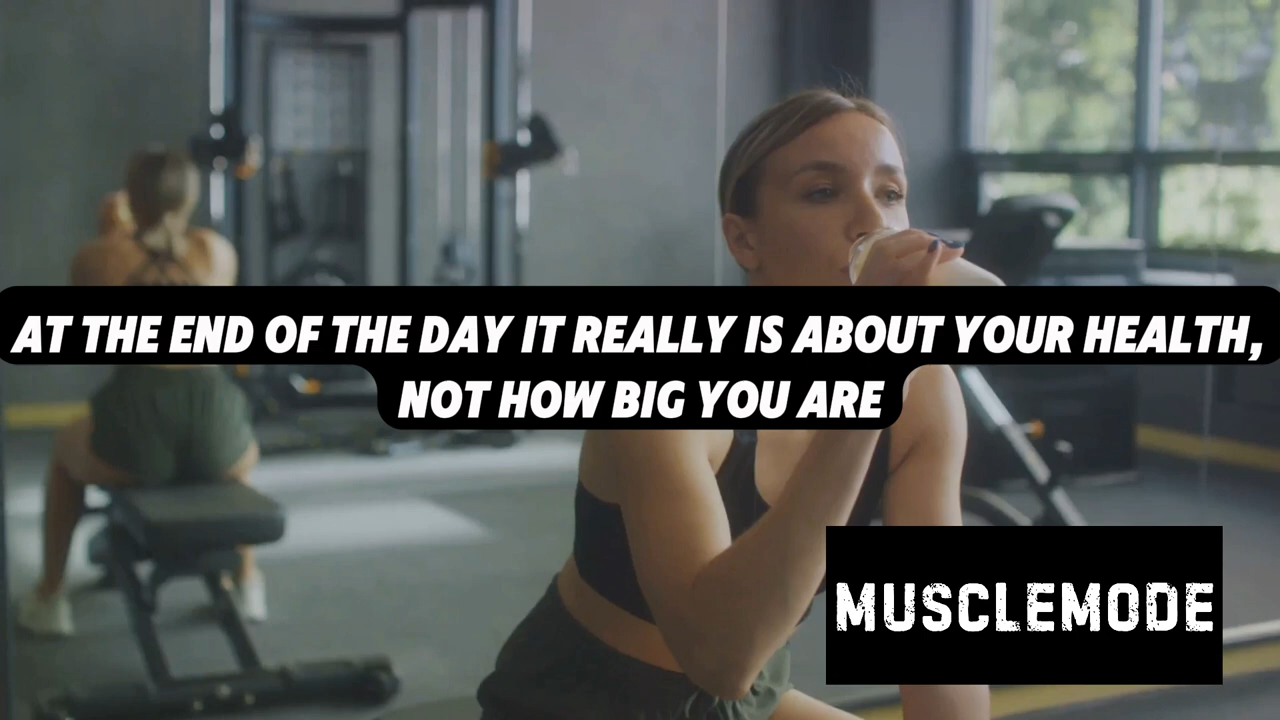 AT THE END OF THE DAY IT REALLY IS ABOUT YOUR HEALTH,
NOT HOW BIG YOU ARE
MUSCLEMODE